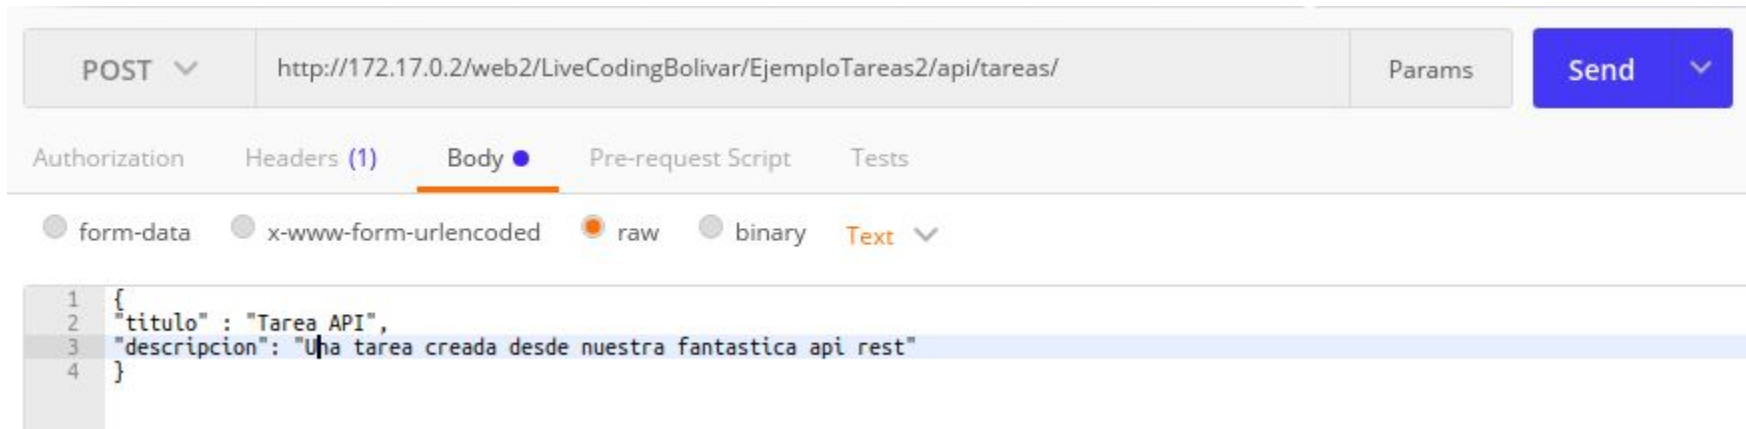 POST http://172.17.0.2/web2/LiveCodingBolivar/EjemploTareas2/api/tareas/ Params Send
Authorization Headers (1) Body Pre-request Script Tests
form-data x-www-form-urlencoded raw binary Text
1 {
2 "titulo" : "Tarea API",
3 "descripcion": "Una tarea creada desde nuestra fantastica api rest"
4 }